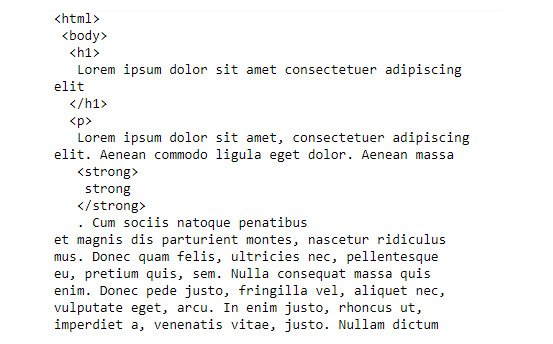 <html>
<body>
<h1>
Lorem ipsum dolor sit amet consectetuer adipiscing
elit
</h1>
<p>
Lorem ipsum dolor sit amet, consectetuer adipiscing
elit. Aenean commodo ligula eget dolor. Aenean massa
<strong>
strong
</strong>
. Cum sociis natoque penatibus
et magnis dis parturient montes, nascetur ridiculus
mus. Donec quam felis, ultricies nec, pellentesque
eu, pretium quis, sem. Nulla consequat massa quis
enim. Donec pede justo, fringilla vel, aliquet nec,
vulputate eget, arcu. In enim justo, rhoncus ut,
imperdiet a, venenatis vitae, justo. Nullam dictum